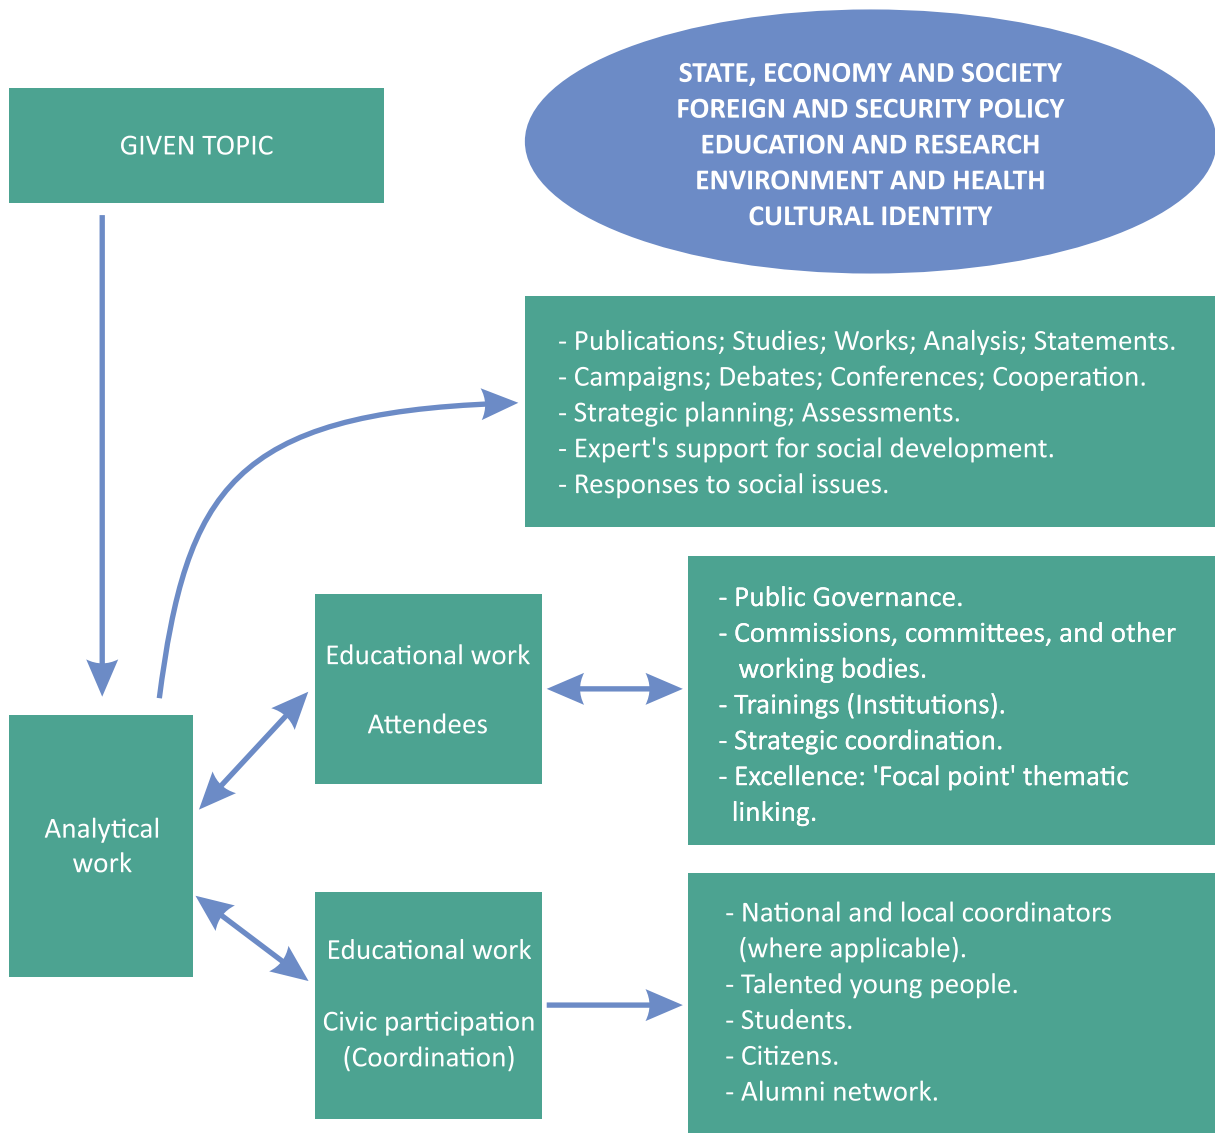 GIVEN TOPIC
STATE, ECONOMY AND SOCIETY
FOREIGN AND SECURITY POLICY
EDUCATION AND RESEARCH
ENVIRONMENT AND HEALTH
CULTURAL IDENTITY
- Publications; Studies; Works; Analysis; Statements.
- Campaigns; Debates; Conferences; Cooperation.
- Strategic planning; Assessments.
- Expert's support for social development.
- Responses to social issues.
Educational work
Attendees
- Public Governance.
- Commissions, committees, and other
working bodies.
- Trainings (Institutions).
- Strategic coordination.
- Excellence: 'Focal point' thematic
linking.
Analytical
work
Educational work
Civic participation
(Coordination)
- National and local coordinators
(where applicable).
- Talented young people.
- Students.
- Citizens.
- Alumni network.